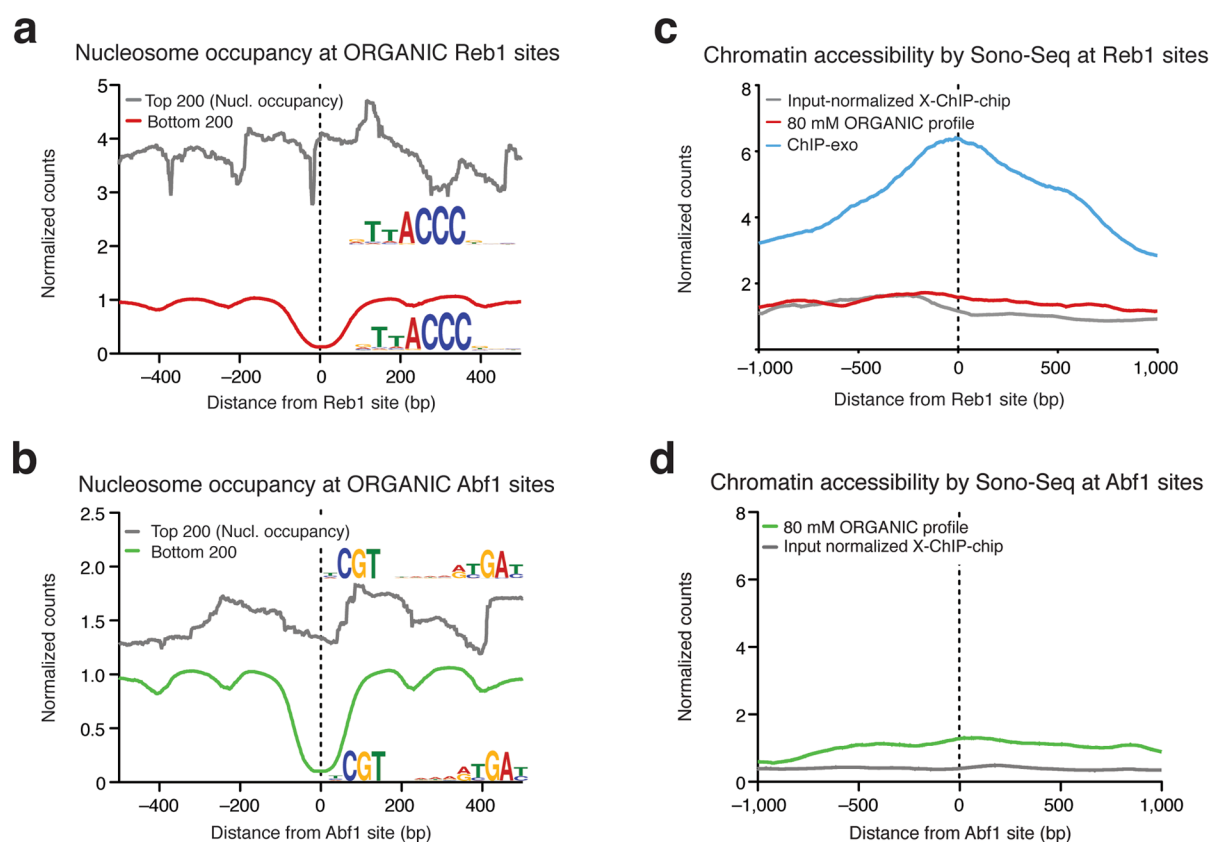 a
Nucleosome occupancy at ORGANIC Reb1 sites
5
4
3
2
1
0
Normalized counts
Top 200 (Nucl. occupancy)
Bottom 200
TTACCC
TTACCC
–400
–200
0
200
400
Distance from Reb1 site (bp)
b
Nucleosome occupancy at ORGANIC Abf1 sites
2.5
2.0
1.5
1.0
0.5
0
Normalized counts
Top 200 (Nucl. occupancy)
Bottom 200
CGT ATGAT
CGT ATGAT
–400
–200
0
200
400
Distance from Abf1 site (bp)
c
Chromatin accessibility by Sono-Seq at Reb1 sites
8
6
4
2
Normalized counts
Input-normalized X-ChIP-chip
80 mM ORGANIC profile
ChIP-exo
–1,000
–500
0
500
1,000
Distance from Reb1 site (bp)
d
Chromatin accessibility by Sono-Seq at Abf1 sites
8
6
4
2
0
Normalized counts
80 mM ORGANIC profile
Input normalized X-ChIP-chip
–1,000
–500
0
500
1,000
Distance from Abf1 site (bp)